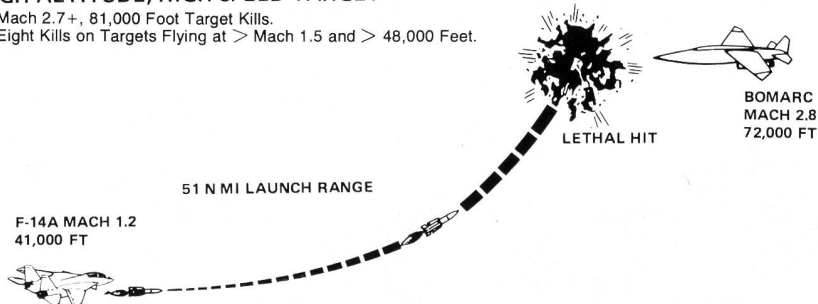 Mach 2.7+, 81,000 Foot Target Kills.
Eight Kills on Targets Flying at > Mach 1.5 and > 48,000 Feet.
BOMARC
MACH 2.8
72,000 FT
LETHAL HIT
51 N MI LAUNCH RANGE
F-14A MACH 1.2
41,000 FT